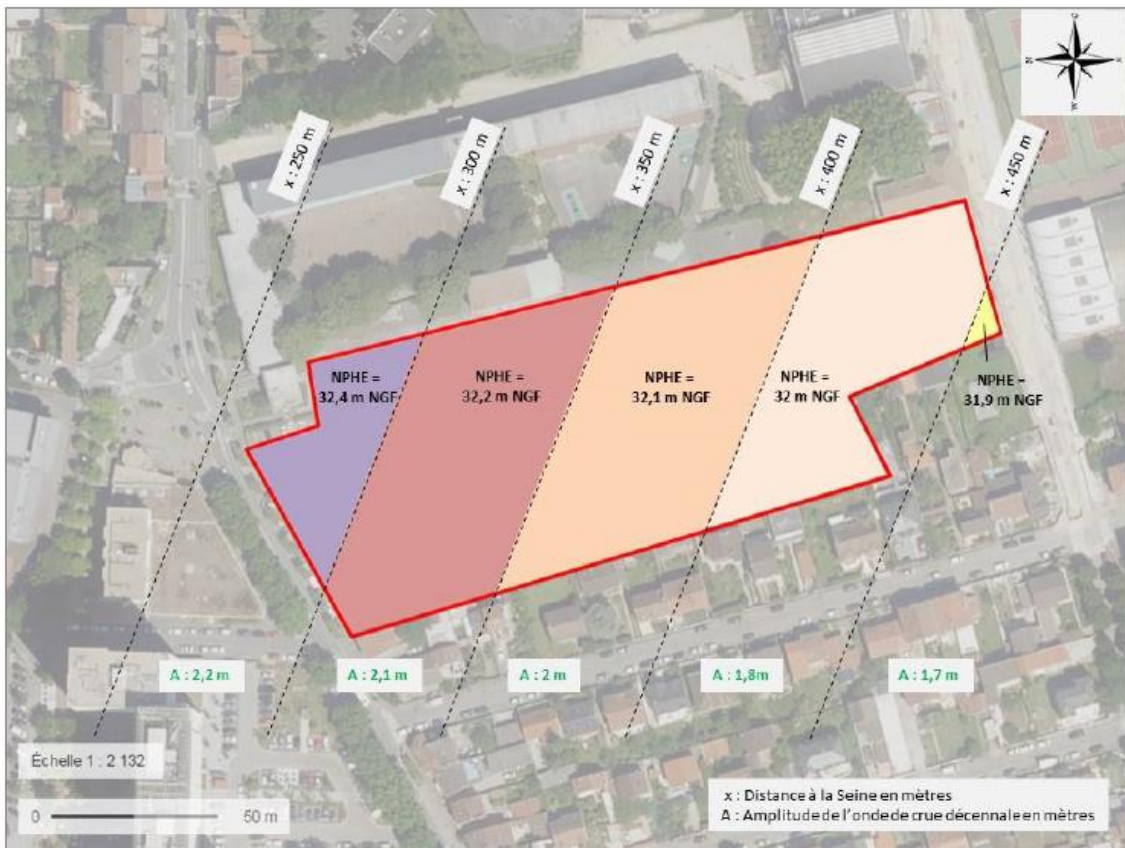 x : 250 m
x : 300 m
x : 350 m
x : 400 m
x : 450 m
NPHE =
32,4 m NGF
NPHE =
32,2 m NGF
NPHE =
32,1 m NGF
NPHE =
32 m NGF
NPHE =
31,9 m NGF
A : 2,2 m
A : 2,1 m
A : 2 m
A : 1,8m
A : 1,7 m
Échelle 1 : 2 132
0 50 m
x : Distance à la Seine en mètres
A : Amplitude de l'onde de crue décennale en mètres